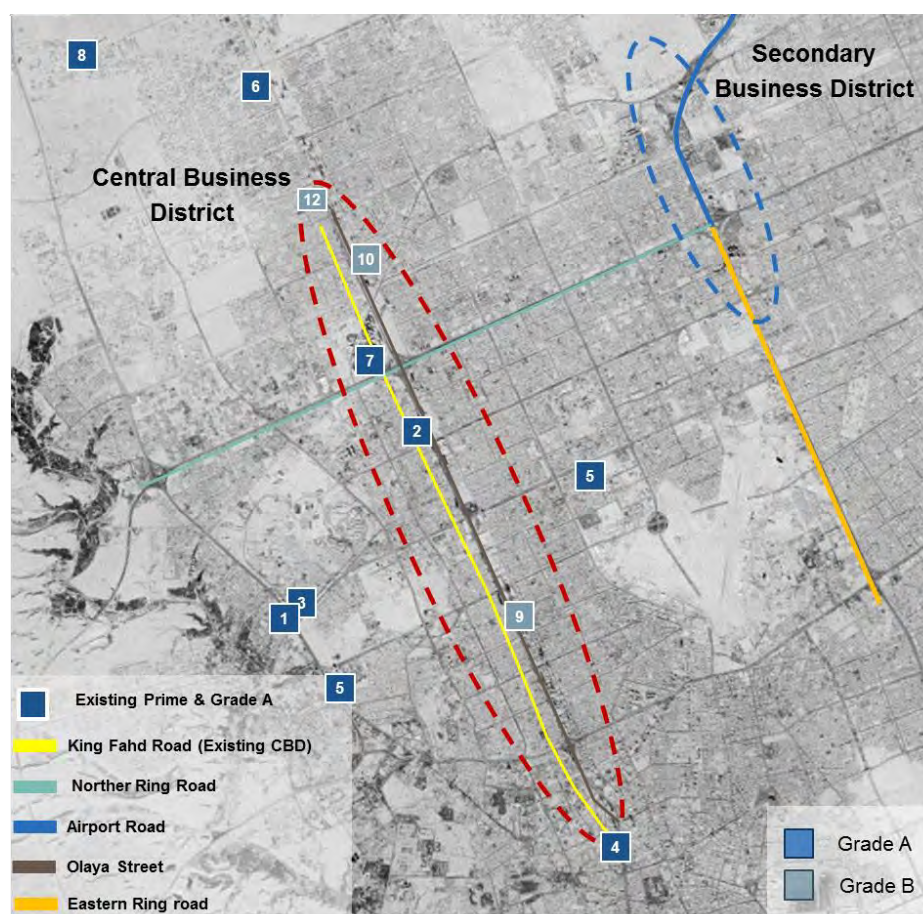 8
6
Secondary
Business District
Central Business
District
12
10
7
2
5
3
1
9
5
4
Existing Prime & Grade A
King Fahd Road (Existing CBD)
Norther Ring Road
Airport Road
Olaya Street
Eastern Ring road
Grade A
Grade B